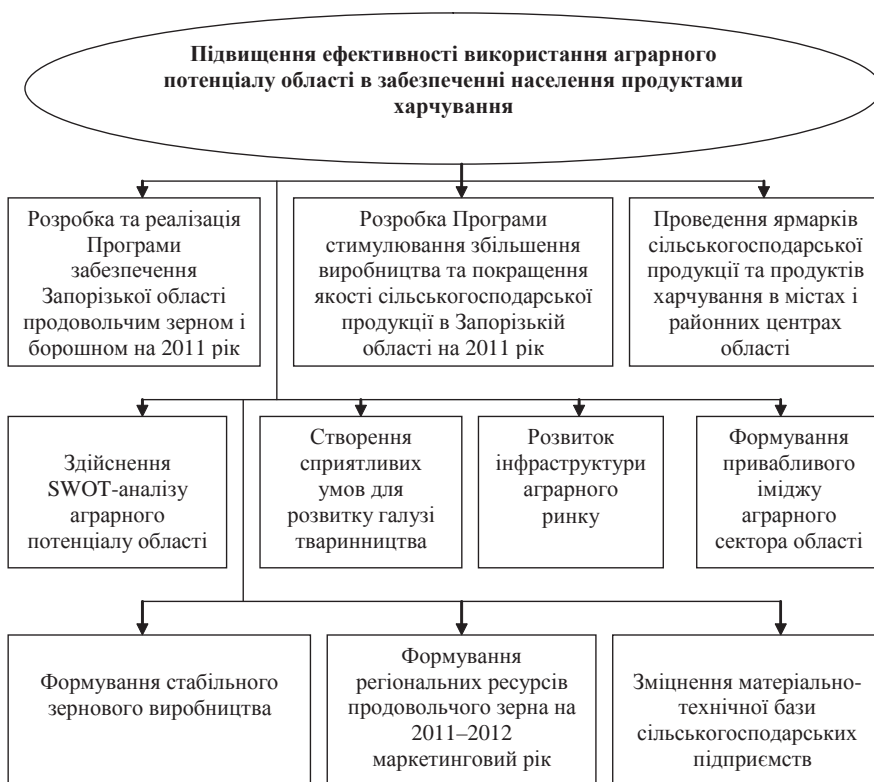 Підвищення ефективності використання аграрного
потенціалу області в забезпеченні населення продуктами
харчування
Розробка та реалізація
Програми
забезпечення
Запорізької області
продовольчим зерном і
борошном на 2011 рік
Розробка Програми
стимулювання збільшення
виробництва та покращення
якості сільськогосподарської
продукції в Запорізькій
області на 2011 рік
Проведення ярмарків
сільськогосподарської
продукції та продуктів
харчування в містах і
районних центрах
області
Здійснення
SWOT-аналізу
аграрного
потенціалу області
Створення
сприятливих
умов для
розвитку галузі
тваринництва
Розвиток
інфраструктури
аграрного
ринку
Формування
привабливого
іміджу
аграрного
сектора області
Формування стабільного
зернового виробництва
Формування
регіональних ресурсів
продовольчого зерна на
2011–2012
маркетинговий рік
Зміцнення матеріально-
технічної бази
сільськогосподарських
підприємств